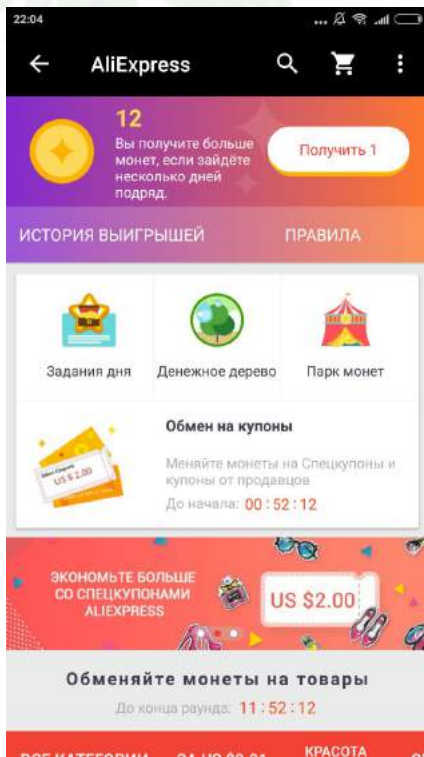 22:04
AliExpress
12
Вы получите больше
монет, если зайдёте
несколько дней
подряд.
Получить 1
ИСТОРИЯ ВЫИГРЫШЕЙ ПРАВИЛА
Задания дня Денежное дерево Парк монет
Обмен на купоны
Меняйте монеты на Спецкупоны и
купоны от продавцов
До начала: 00:52:12
US $ 2.00
ЭКОНОМЬТЕ БОЛЬШЕ
СО СПЕЦКУПОНАМИ
ALIEXPRESS
US $2.00
Обменяйте монеты на товары
До конца раунда: 11:52:12
ВСЕ КАТЕГОРИИ
КРАСОТА